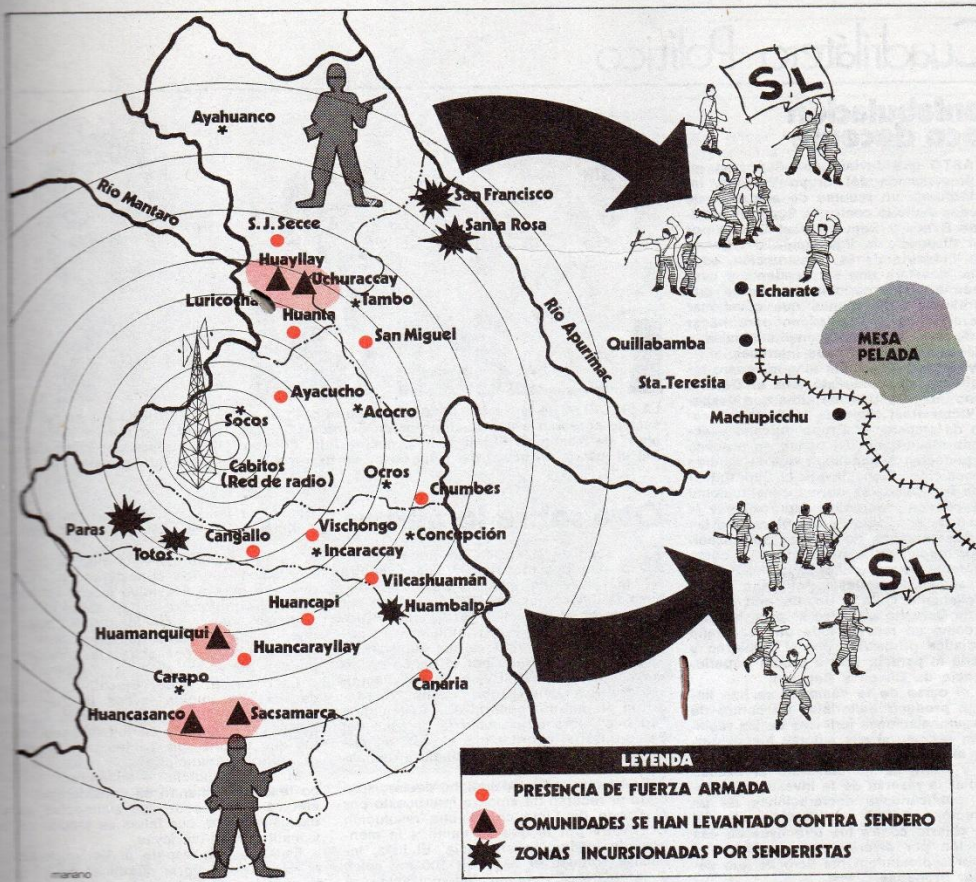 Cuadrilátero Político
S L
Ayahuanco
Río Mantaro
San Francisco
Santa Rosa
S.J. Secce
Huayllay
Uchuraccay
Luricocha
Tambo
Huanta
San Miguel
Río Apurímac
Echarate
Quillabamba
MESA
PELADA
Sta. Teresita
Machupicchu
Ayacucho
Acocro
Socos
Cabitos
(Red de radio)
Ocros
Chumbes
Paras
Totos
Cangallo
Vischongo
Incaraccay
Concepción
Vilcashuamán
Huambalpa
Huancapi
S L
Huamanquiqui
Huancarayllay
Carapo
Canaria
Huancasanco
Sacsamarca
LEYENDA
PRESENCIA DE FUERZA ARMADA
COMUNIDADES SE HAN LEVANTADO CONTRA SENDERO
ZONAS INCURSIONADAS POR SENDERISTAS
mariano